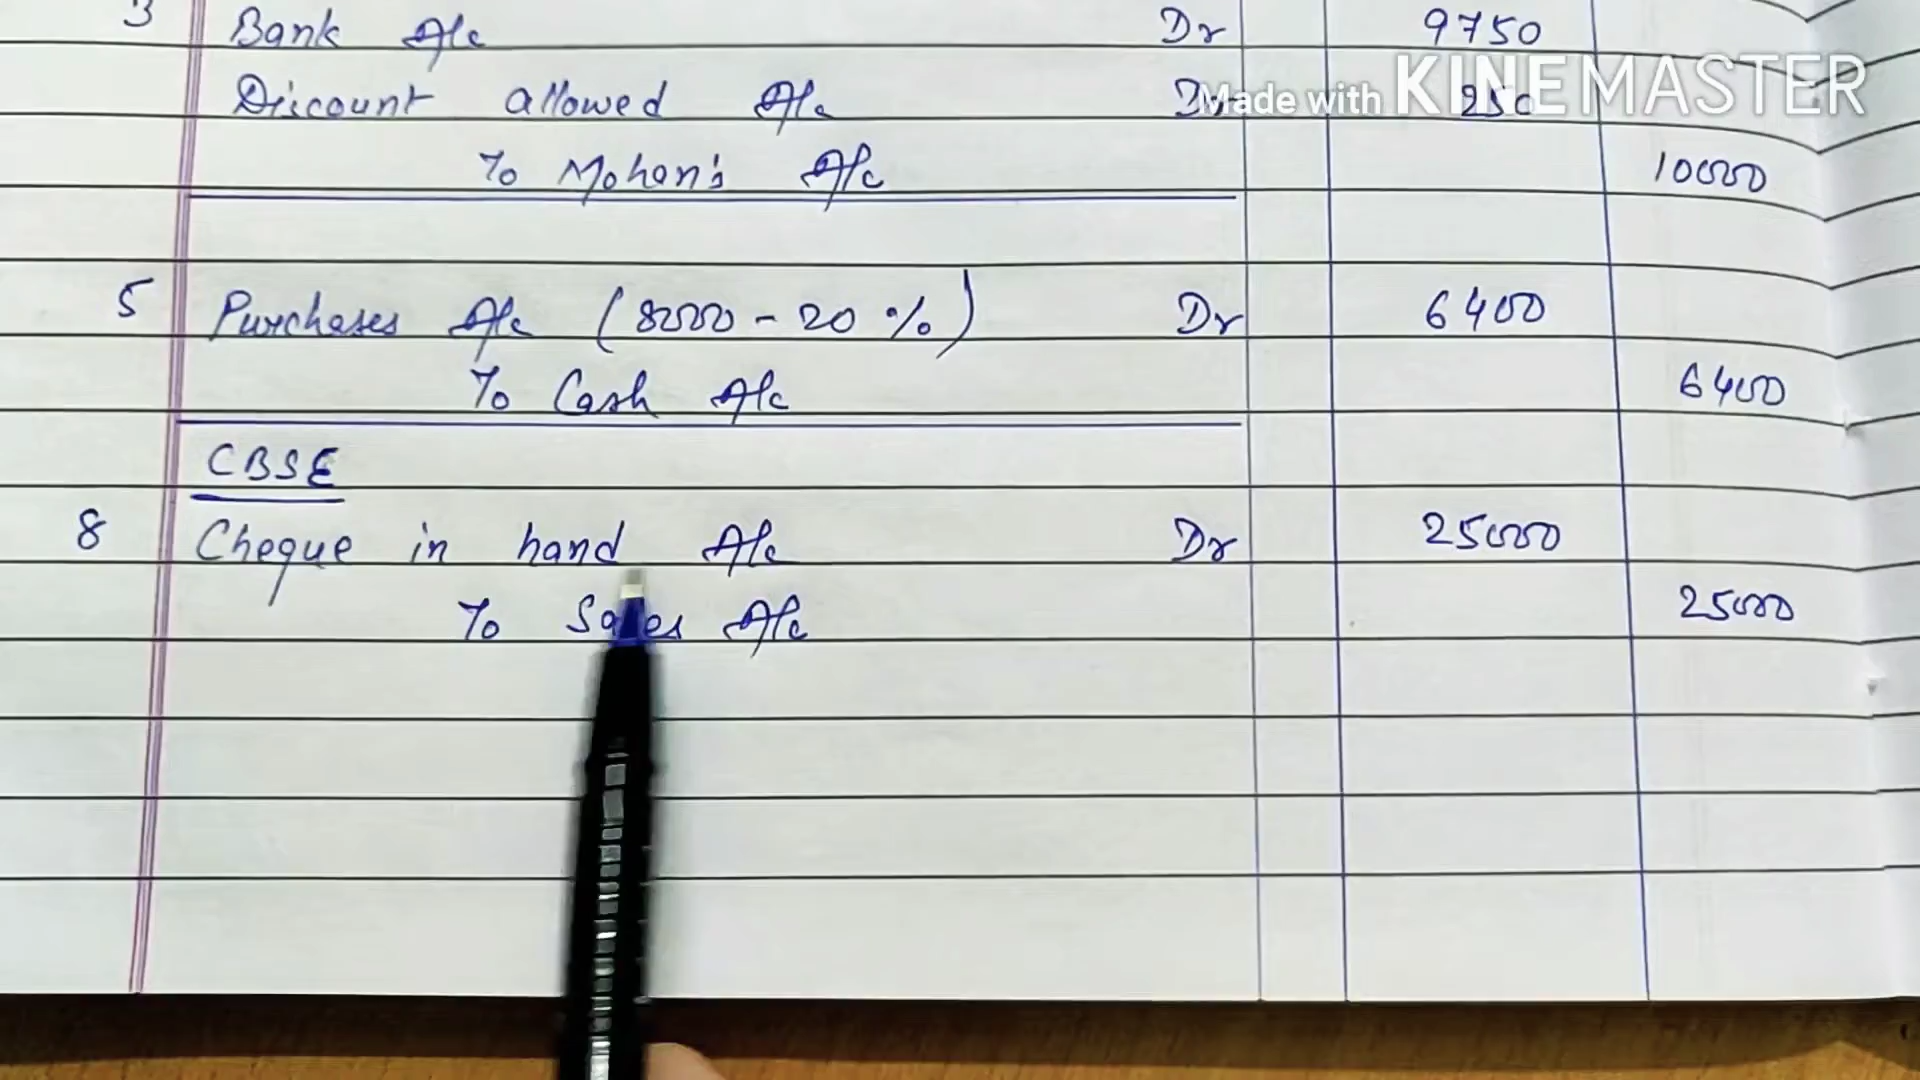 3 Bank A/c Dr 9750
Discount allowed A/c Dr 250
Made with KINEMASTER
To Mohan's A/c 10000
5 Purchases A/c (8000 - 20 %) Dr 6400
To Cash A/c 6400
CBSE
8 Cheque in hand A/c Dr 25000
To Sales A/c 25000